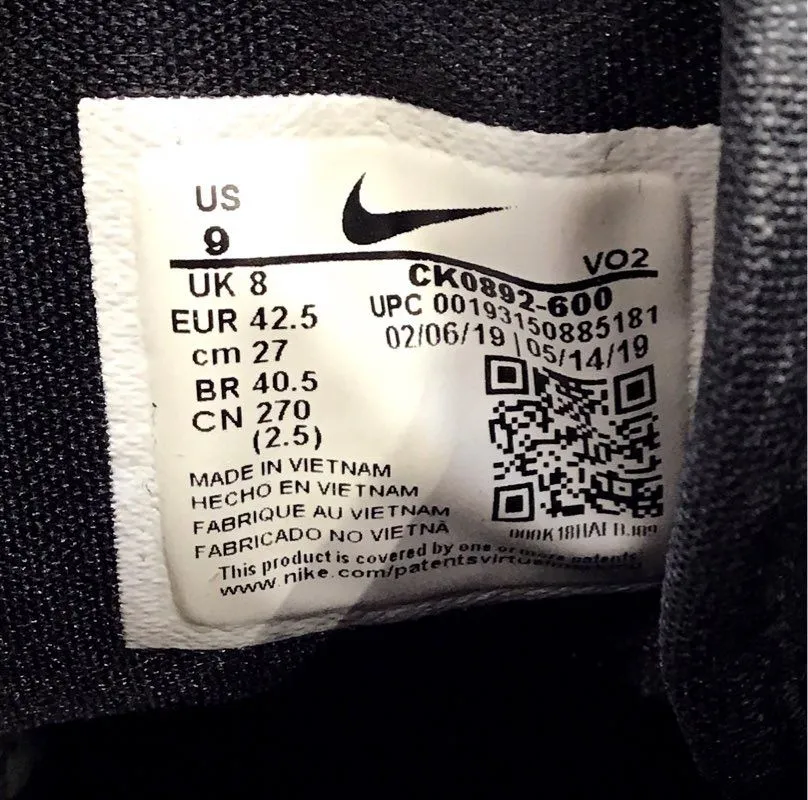 US
9
VO2
UK 8
EUR 42.5
cm 27
BR 40.5
CN 270
(2.5)
CK0892-600
UPC 00193150885181
02/06/19 | 05/14/19
MADE IN VIETNAM
HECHO EN VIETNAM
FABRIQUE AU VIETNAM
FABRICADO NO VIETNÃ
This product is covered by one or more patents.
www.nike.com/patents